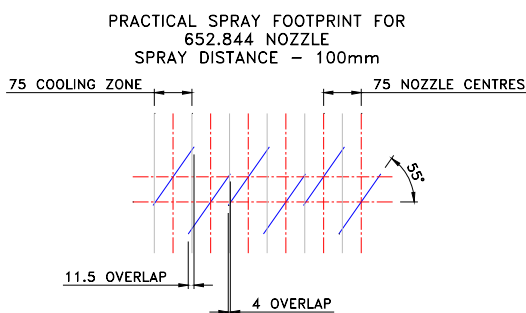 PRACTICAL SPRAY FOOTPRINT FOR
652.844 NOZZLE
SPRAY DISTANCE - 100mm
75 COOLING ZONE
75 NOZZLE CENTRES
55°
11.5 OVERLAP
4 OVERLAP